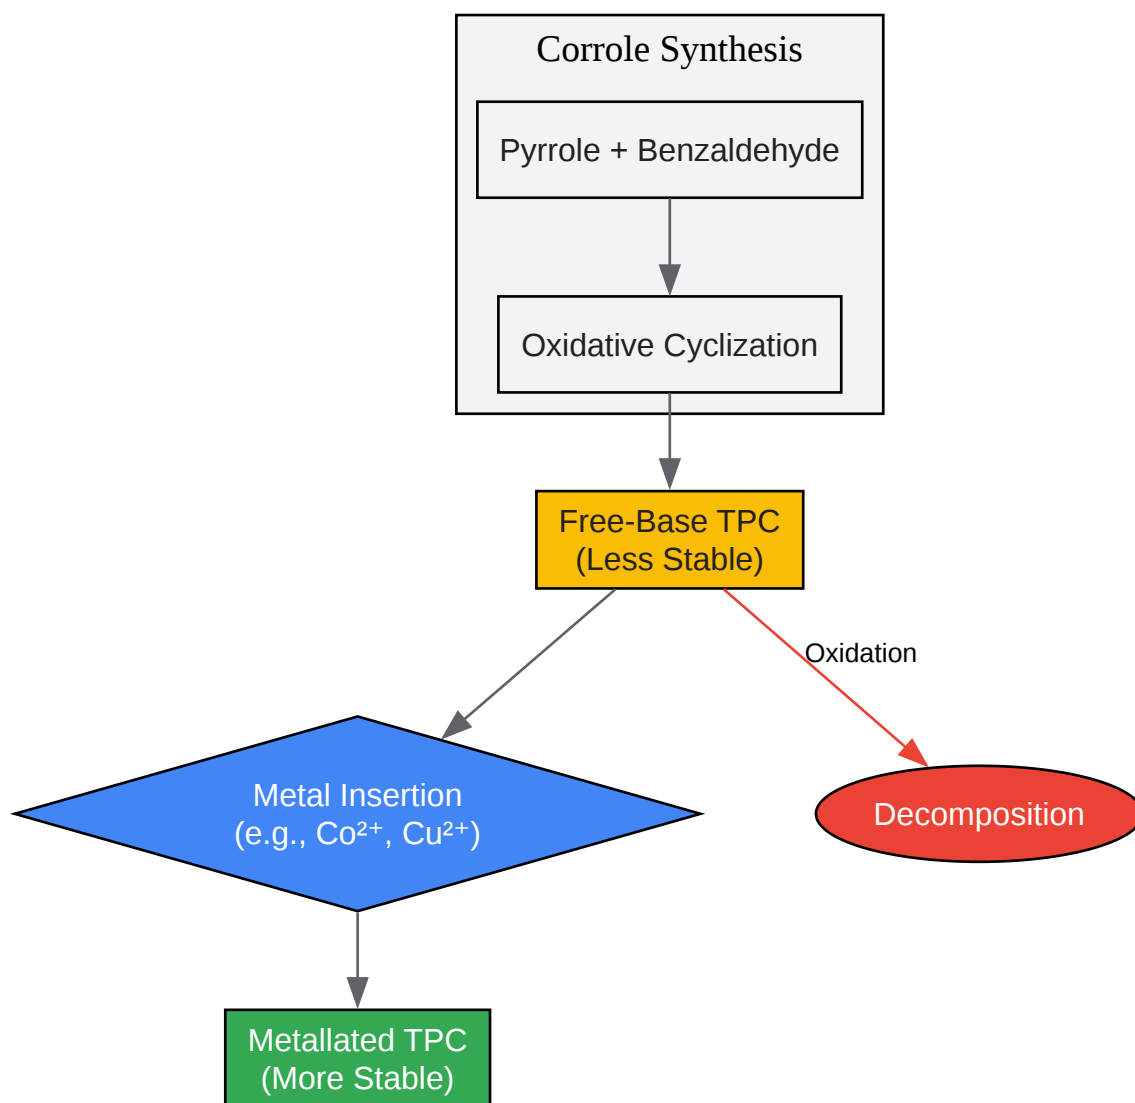 Corrole Synthesis
Pyrrole + Benzaldehyde
Oxidative Cyclization
Free-Base TPC
(Less Stable)
Oxidation
Metal Insertion
(e.g., Co²⁺, Cu²⁺)
Decomposition
Metallated TPC
(More Stable)